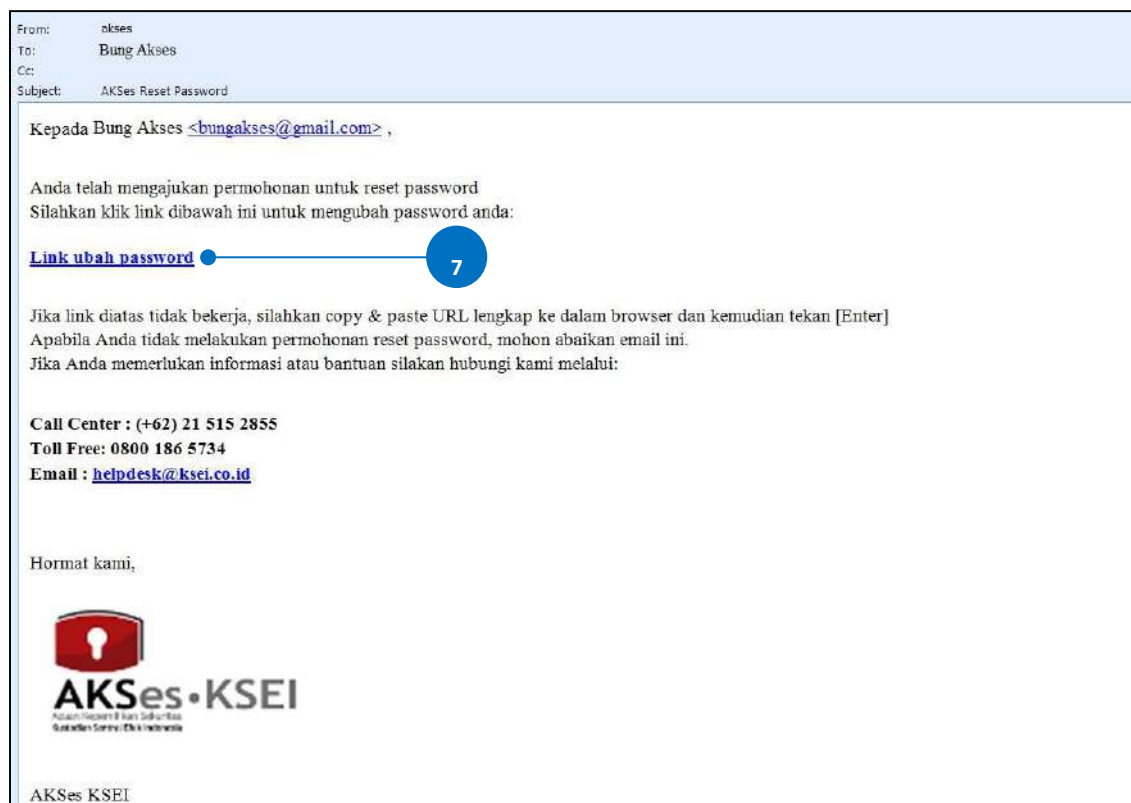 From: akses
To: Bung Akses
Cc:
Subject: AKSes Reset Password
Kepada Bung Akses <bungakses@gmail.com> ,
Anda telah mengajukan permohonan untuk reset password
Silahkan klik link dibawah ini untuk mengubah password anda:
Link ubah password
7
Jika link diatas tidak bekerja, silahkan copy & paste URL lengkap ke dalam browser dan kemudian tekan [Enter]
Apabila Anda tidak melakukan permohonan reset password, mohon abaikan email ini.
Jika Anda memerlukan informasi atau bantuan silakan hubungi kami melalui:
Call Center : (+62) 21 515 2855
Toll Free: 0800 186 5734
Email : helpdesk@ksei.co.id
Hormat kami,
AKSes•KSEI
AKSes KSEI